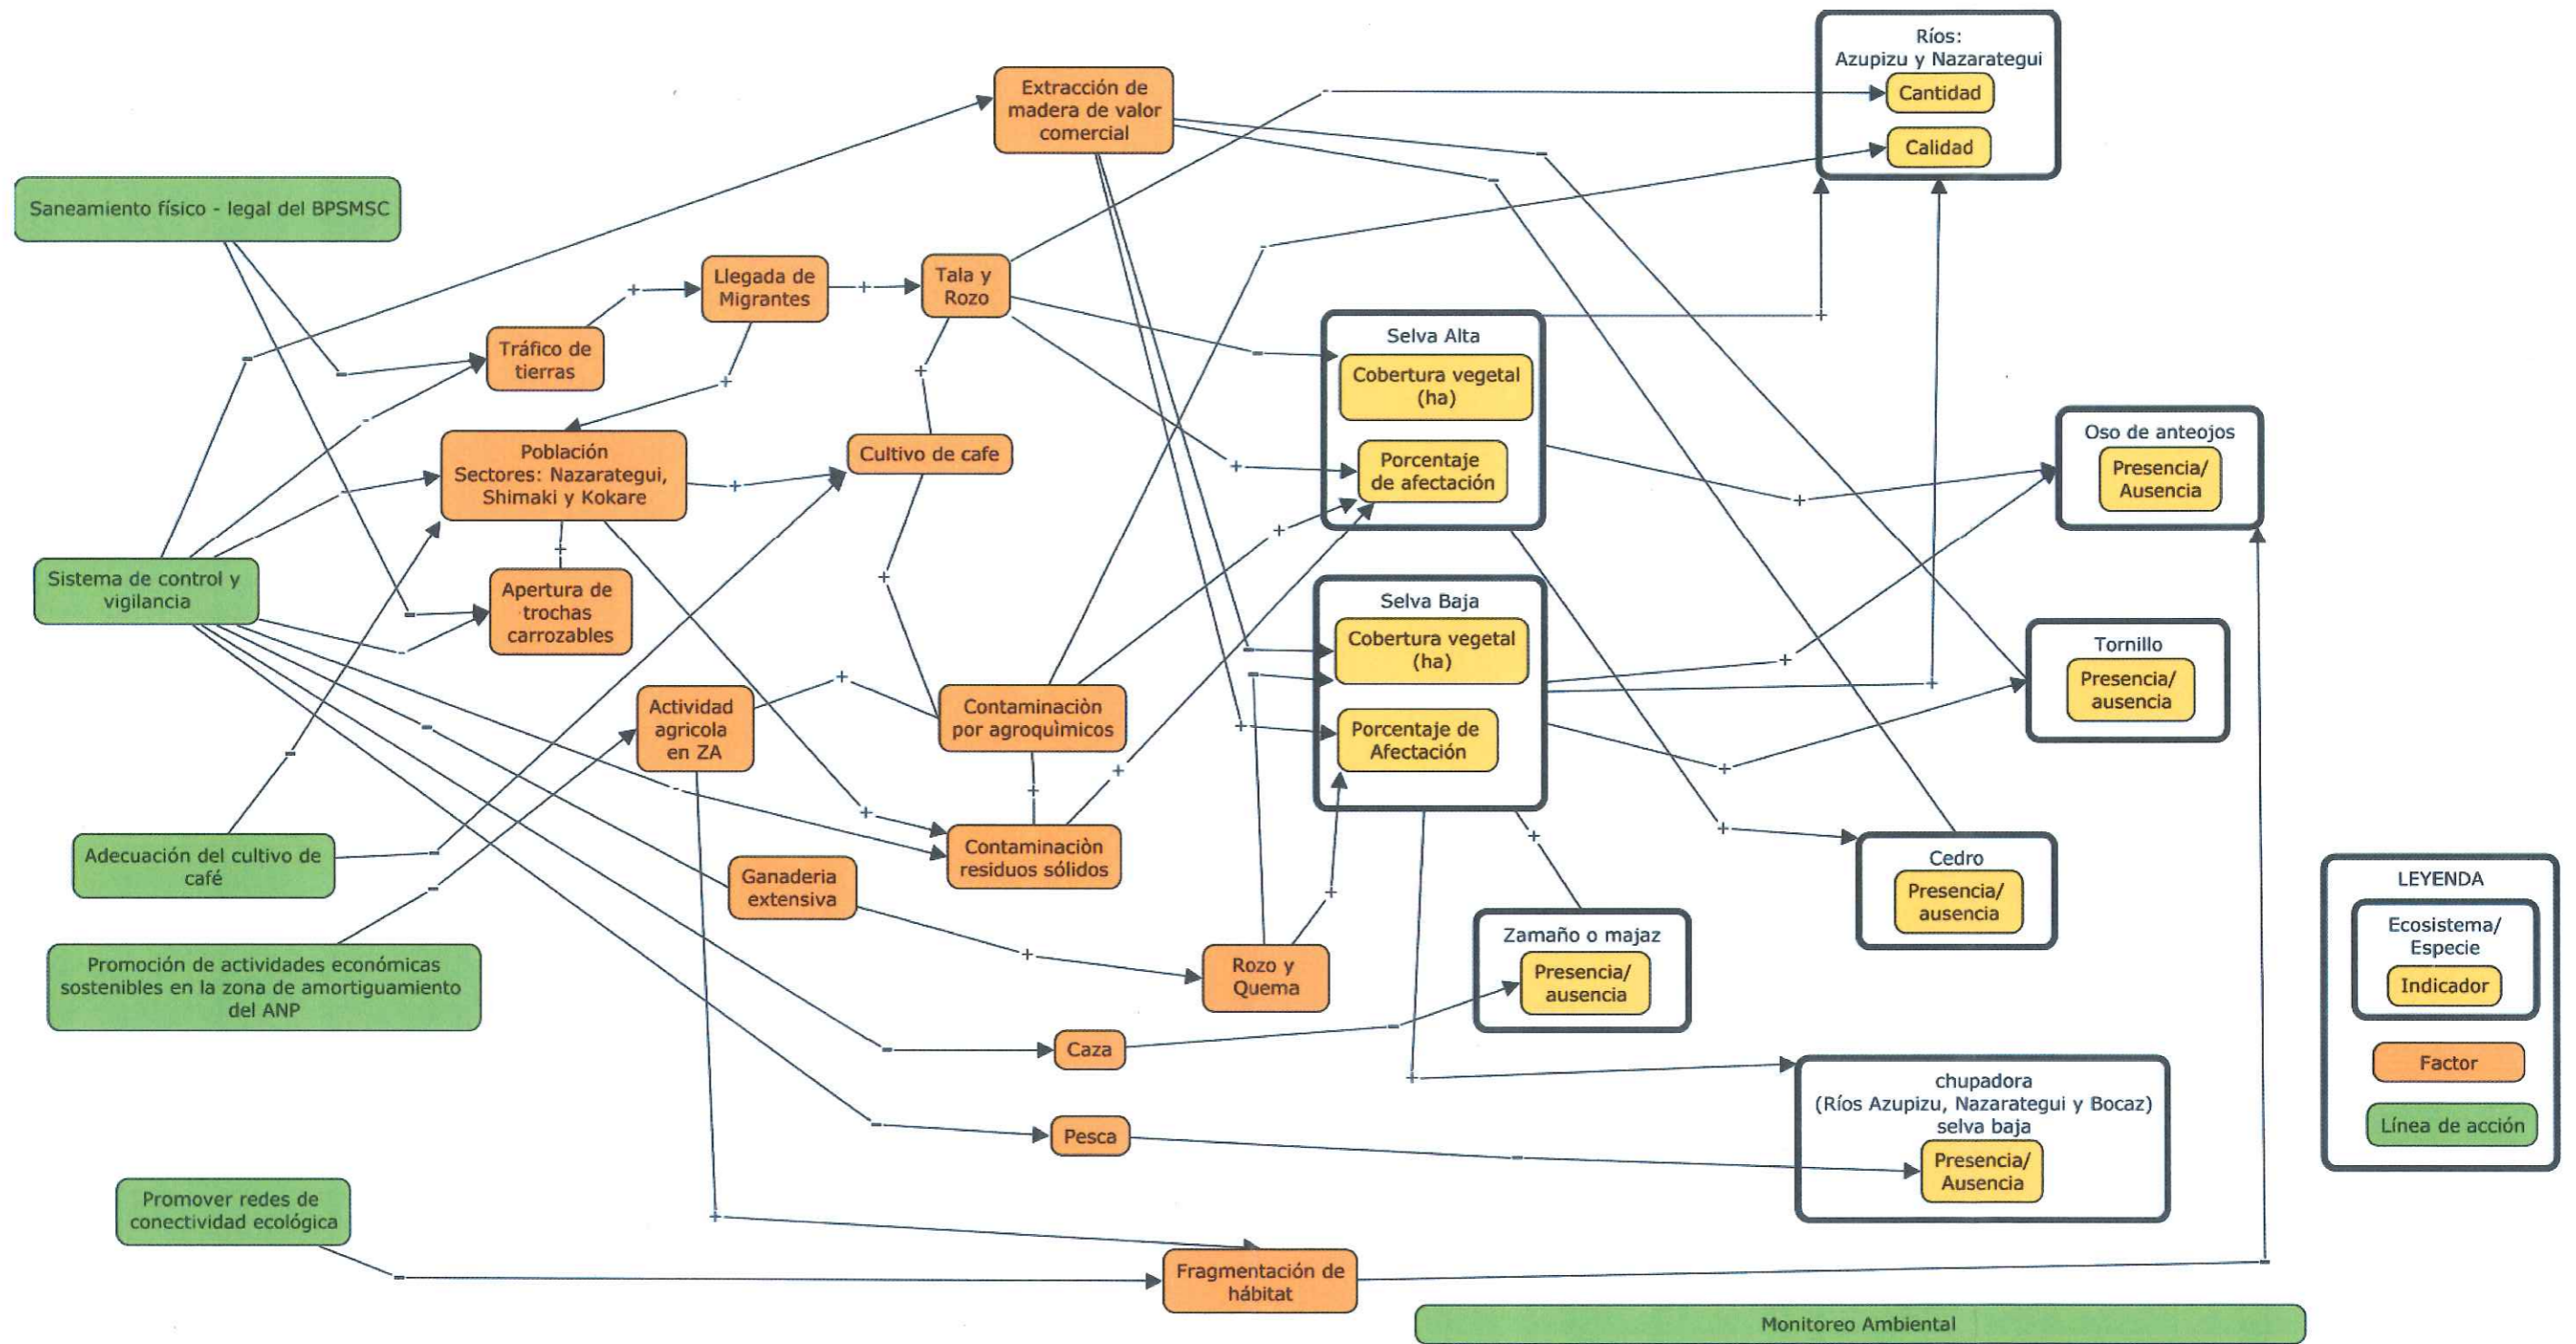 Ríos:
Azupizu y Nazarategui
Cantidad
Calidad
Extracción de
madera de valor
comercial
Saneamiento físico - legal del BPSMSC
Llegada de
Migrantes
Tala y
Rozo
Tráfico de
tierras
Selva Alta
Cobertura vegetal
(ha)
Porcentaje
de afectación
Oso de anteojos
Presencia/
Ausencia
Población
Sectores: Nazarategui,
Shimaki y Kokare
Cultivo de cafe
Sistema de control y
vigilancia
Apertura de
trochas
carrozables
Selva Baja
Cobertura vegetal
(ha)
Porcentaje de
Afectación
Tornillo
Presencia/
ausencia
Actividad
agricola
en ZA
Contaminaciòn
por agroquìmicos
Adecuación del cultivo de
café
Contaminaciòn
residuos sólidos
Ganaderia
extensiva
Cedro
Presencia/
ausencia
LEYENDA
Ecosistema/
Especie
Indicador
Factor
Línea de acción
Promoción de actividades económicas
sostenibles en la zona de amortiguamiento
del ANP
Rozo y
Quema
Zamaño o majaz
Presencia/
ausencia
Caza
chupadora
(Ríos Azupizu, Nazarategui y Bocaz)
selva baja
Presencia/
Ausencia
Pesca
Promover redes de
conectividad ecológica
Fragmentación de
hábitat
Monitoreo Ambiental